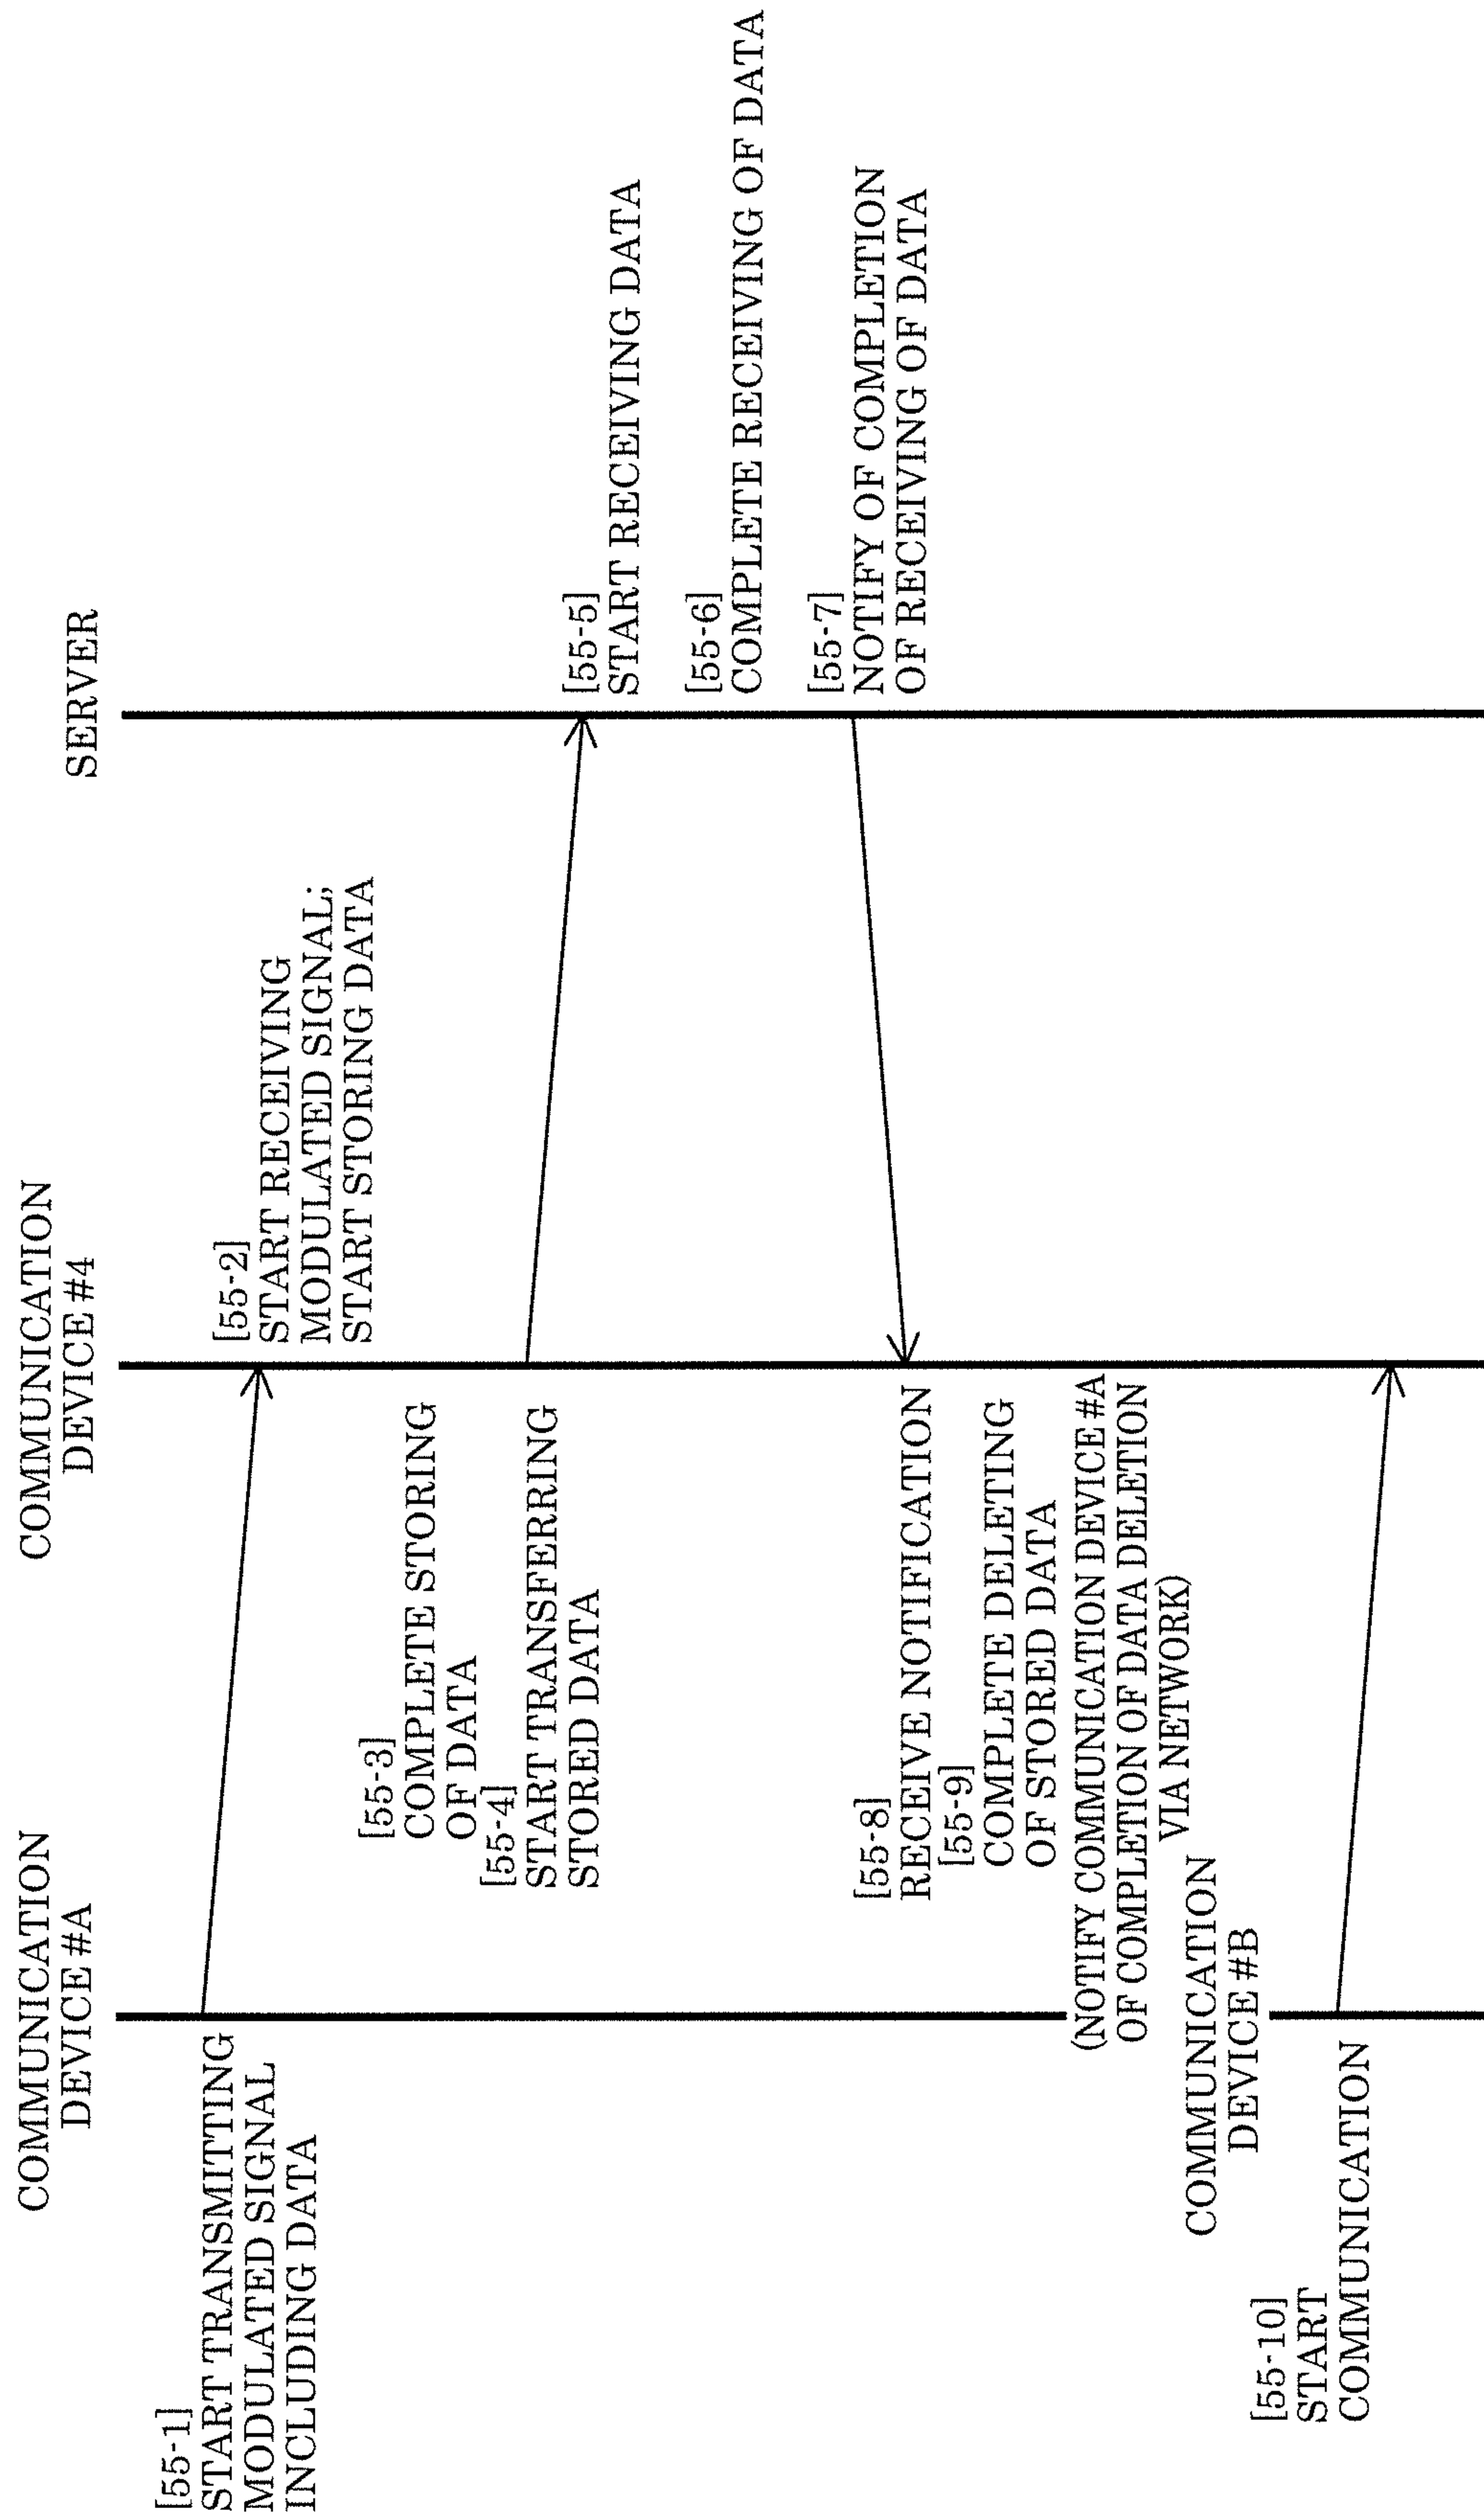 COMMUNICATION
DEVICE #A
COMMUNICATION
DEVICE #4
SERVER
[55-1]
START TRANSMITTING
MODULATED SIGNAL
INCLUDING DATA
[55-2]
START RECEIVING
MODULATED SIGNAL;
START STORING DATA
[55-3]
COMPLETE STORING
OF DATA
[55-4]
START TRANSFERRING
STORED DATA
[55-5]
START RECEIVING DATA
[55-6]
COMPLETE RECEIVING OF DATA
[55-7]
NOTIFY OF COMPLETION
OF RECEIVING OF DATA
[55-8]
RECEIVE NOTIFICATION
[55-9]
COMPLETE DELETING
OF STORED DATA
(NOTIFY COMMUNICATION DEVICE #A
OF COMPLETION OF DATA DELETION
VIA NETWORK)
COMMUNICATION
DEVICE #B
[55-10]
START
COMMUNICATION